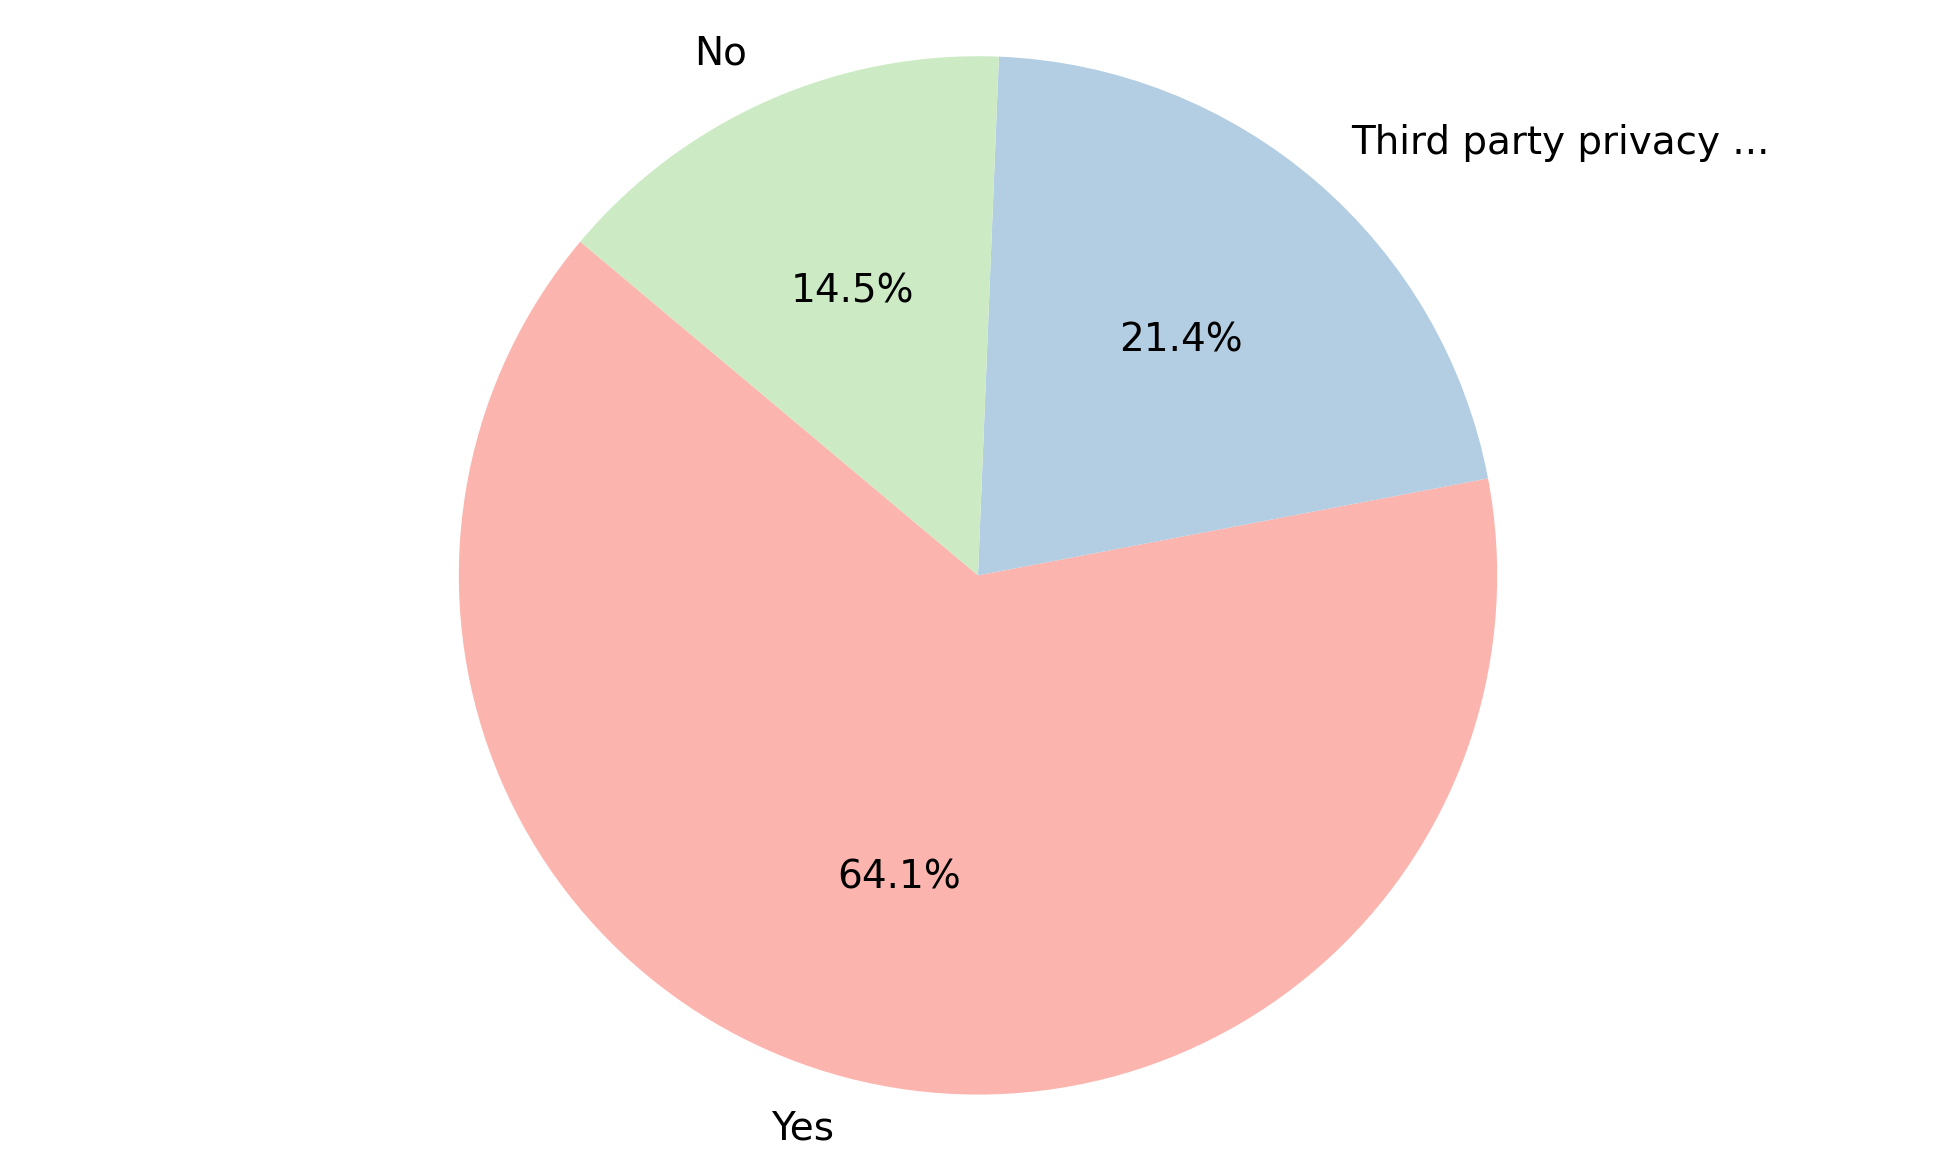 No
Third party privacy ...
14.5%
21.4%
64.1%
Yes